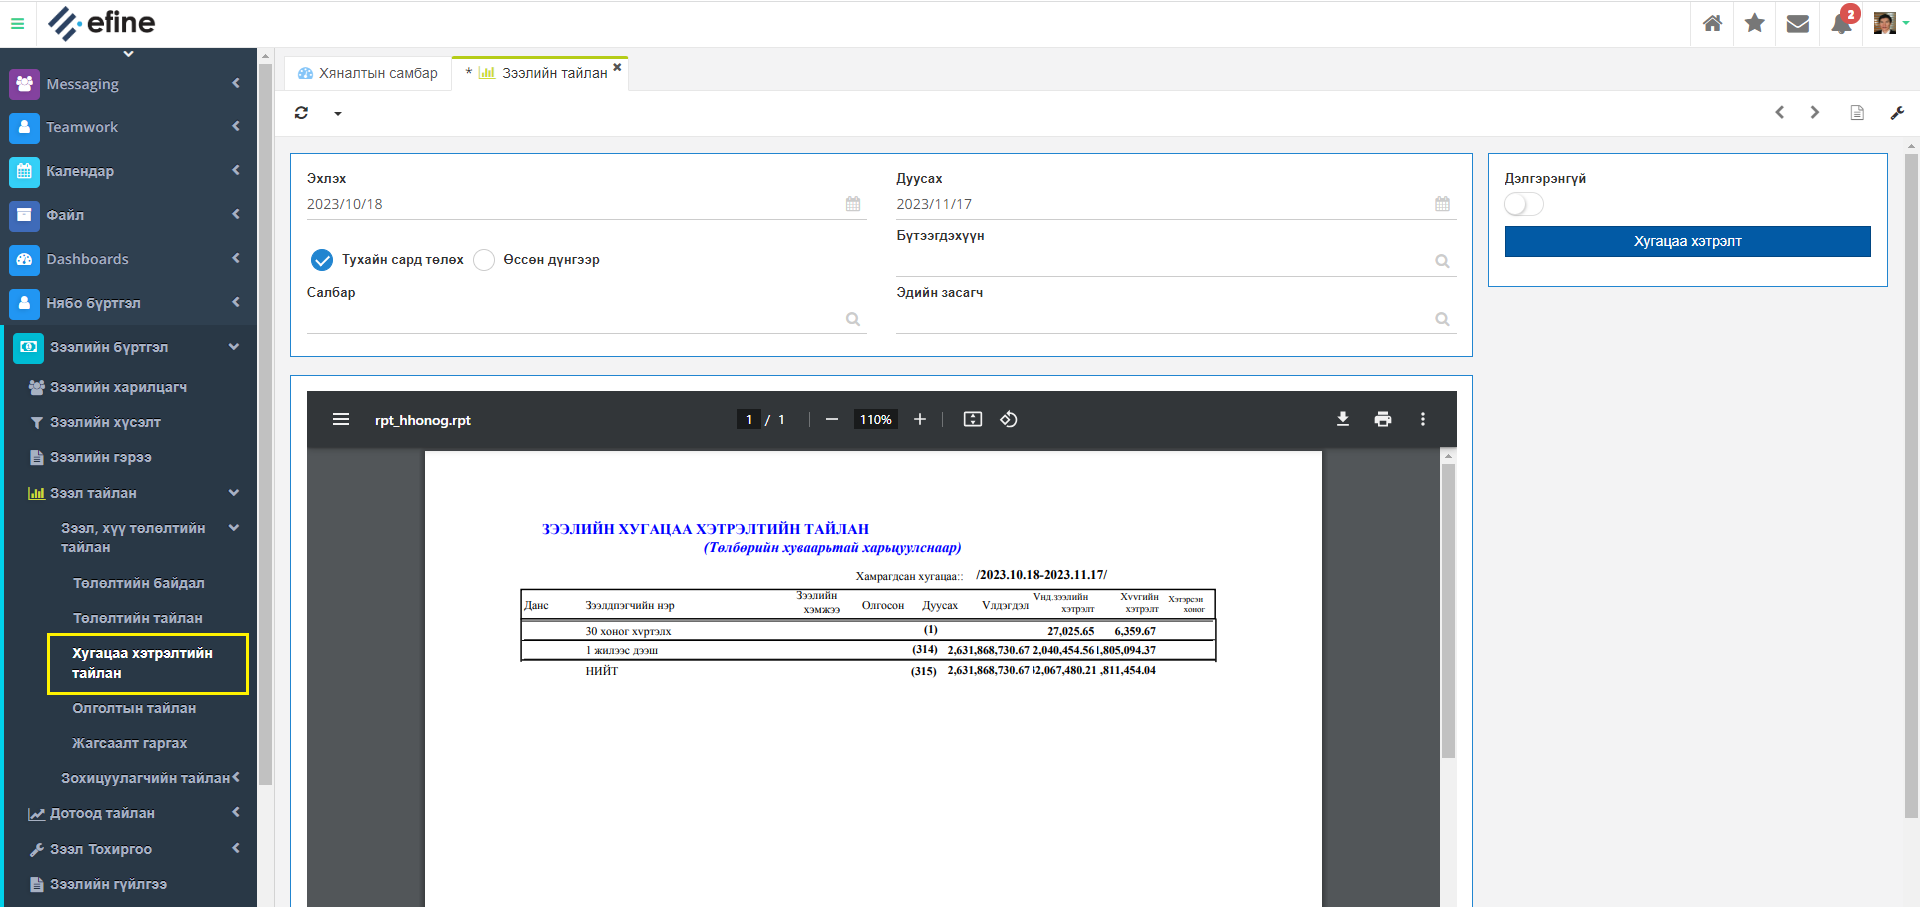 efine
2
Messaging
Teamwork
Календар
Файл
Dashboards
Нябо бүртгэл
Зээлийн бүртгэл
Зээлийн харилцагч
Зээлийн хүсэлт
Зээлийн гэрээ
Зээл тайлан
Зээл, хүү төлөлтийн
тайлан
Төлөлтийн байдал
Төлөлтийн тайлан
Хугацаа хэтрэлтийн
тайлан
Олголтын тайлан
Жагсаалт гаргах
Зохицуулагчийн тайлан
Дотоод тайлан
Зээл Тохиргоо
Зээлийн гүйлгээ
Хяналтын самбар
* Зээлийн тайлан
Эхлэх
2023/10/18
Дуусах
2023/11/17
Тухайн сард төлөх
Өссөн дүнгээр
Бүтээгдэхүүн
Салбар
Эдийн засагч
Дэлгэрэнгүй
Хугацаа хэтрэлт
rpt_hhonog.rpt
1 / 1
110%
ЗЭЭЛИЙН ХУГАЦАА ХЭТРЭЛТИЙН ТАЙЛАН
(Төлбөрийн хуваарьтай харьцуулснаар)
Хамрагдсан хугацаа:: /2023.10.18-2023.11.17/
Данс Зээлдэгчийн нэр Зээлийн хэмжээ Олгосон Дуусах Үлдэгдэл Үнд.зээлийн хэтрэлт Хүүгийн хэтрэлт Хэтэрсэн хоног
30 хоног хүртэлх (1) 27,025.65 6,359.67
1 жилээс дээш (314) 2,631,868,730.67 2,040,454.56 1,805,094.37
НИЙТ (315) 2,631,868,730.67 2,067,480.21 ,811,454.04